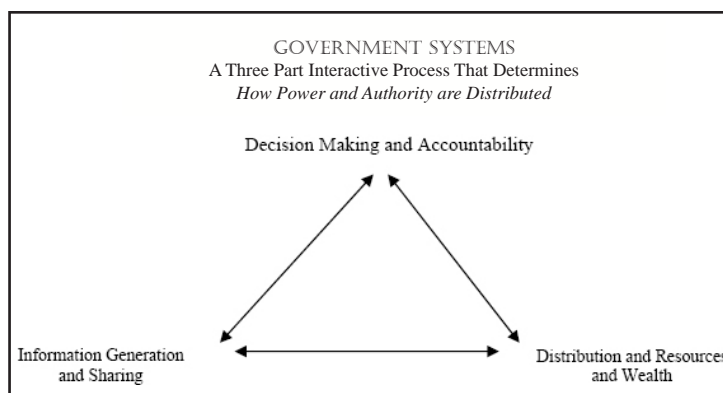 GOVERNMENT SYSTEMS
A Three Part Interactive Process That Determines
How Power and Authority are Distributed
Decision Making and Accountability
Information Generation
and Sharing
Distribution and Resources
and Wealth